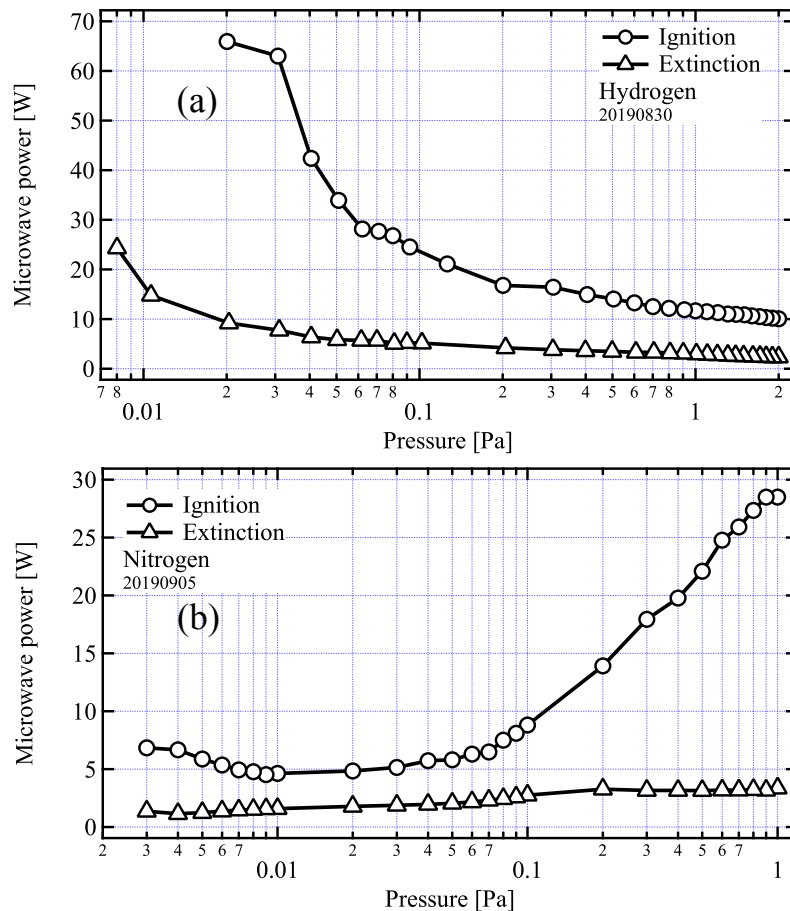 70
60
50
40
30
20
10
0
Microwave power [W]
(a)
Ignition
Extinction
Hydrogen
20190830
7 8 2 3 4 5 6 7 8 2 3 4 5 6 7 8 2
0.01 0.1 1
Pressure [Pa]
30
25
20
15
10
5
0
Microwave power [W]
Ignition
Extinction
Nitrogen
20190905
(b)
2 3 4 5 6 7 2 3 4 5 6 7 2 3 4 5 6 7
0.01 0.1 1
Pressure [Pa]